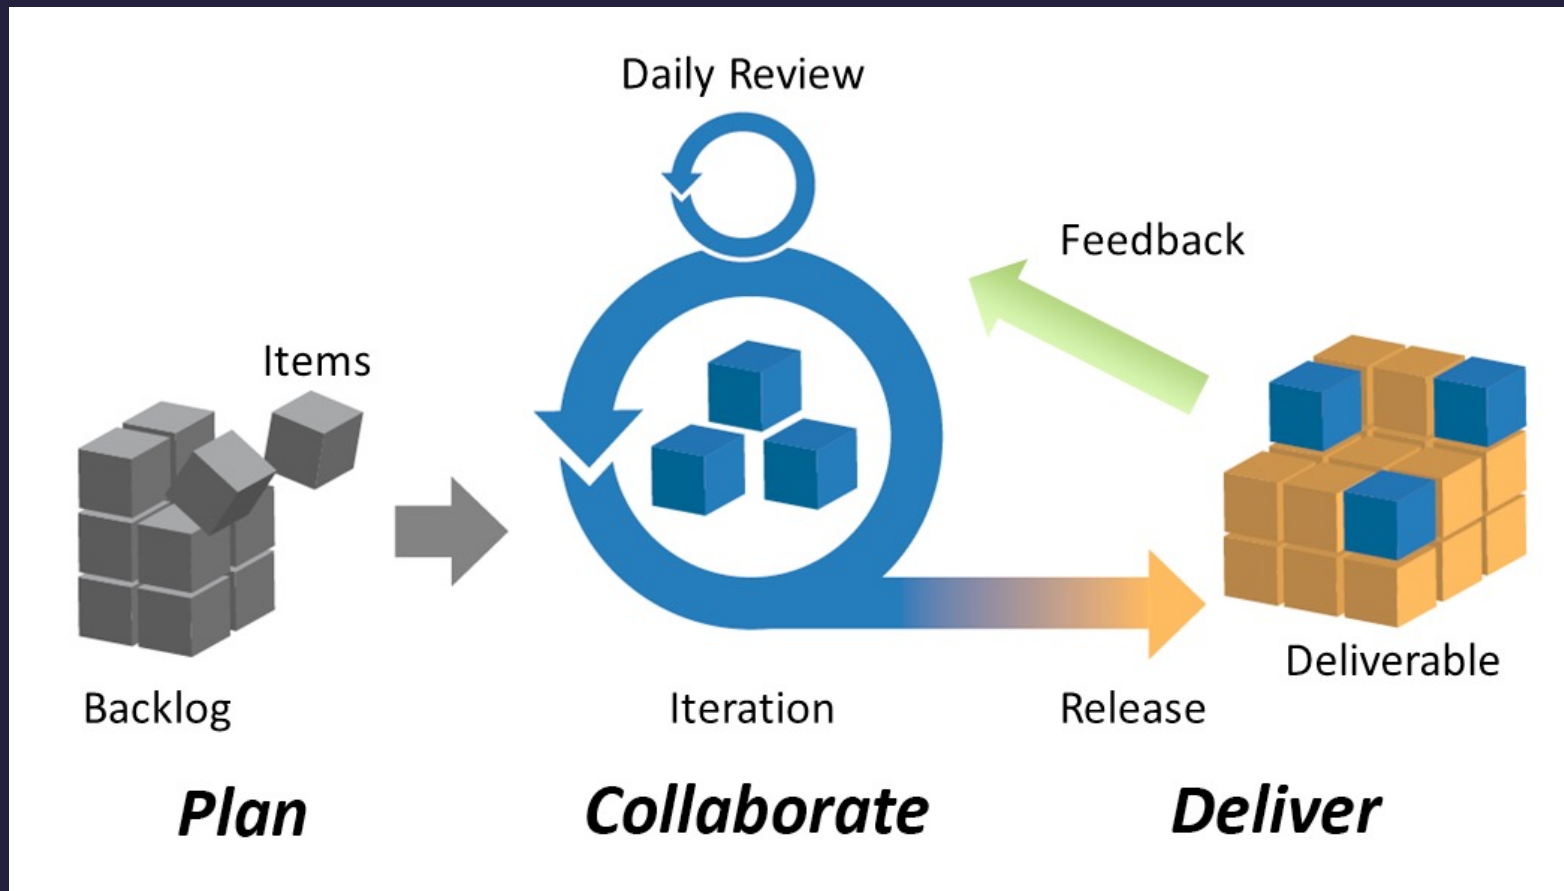 Daily Review
Feedback
Items
Deliverable
Backlog
Iteration
Release
Plan
Collaborate
Deliver